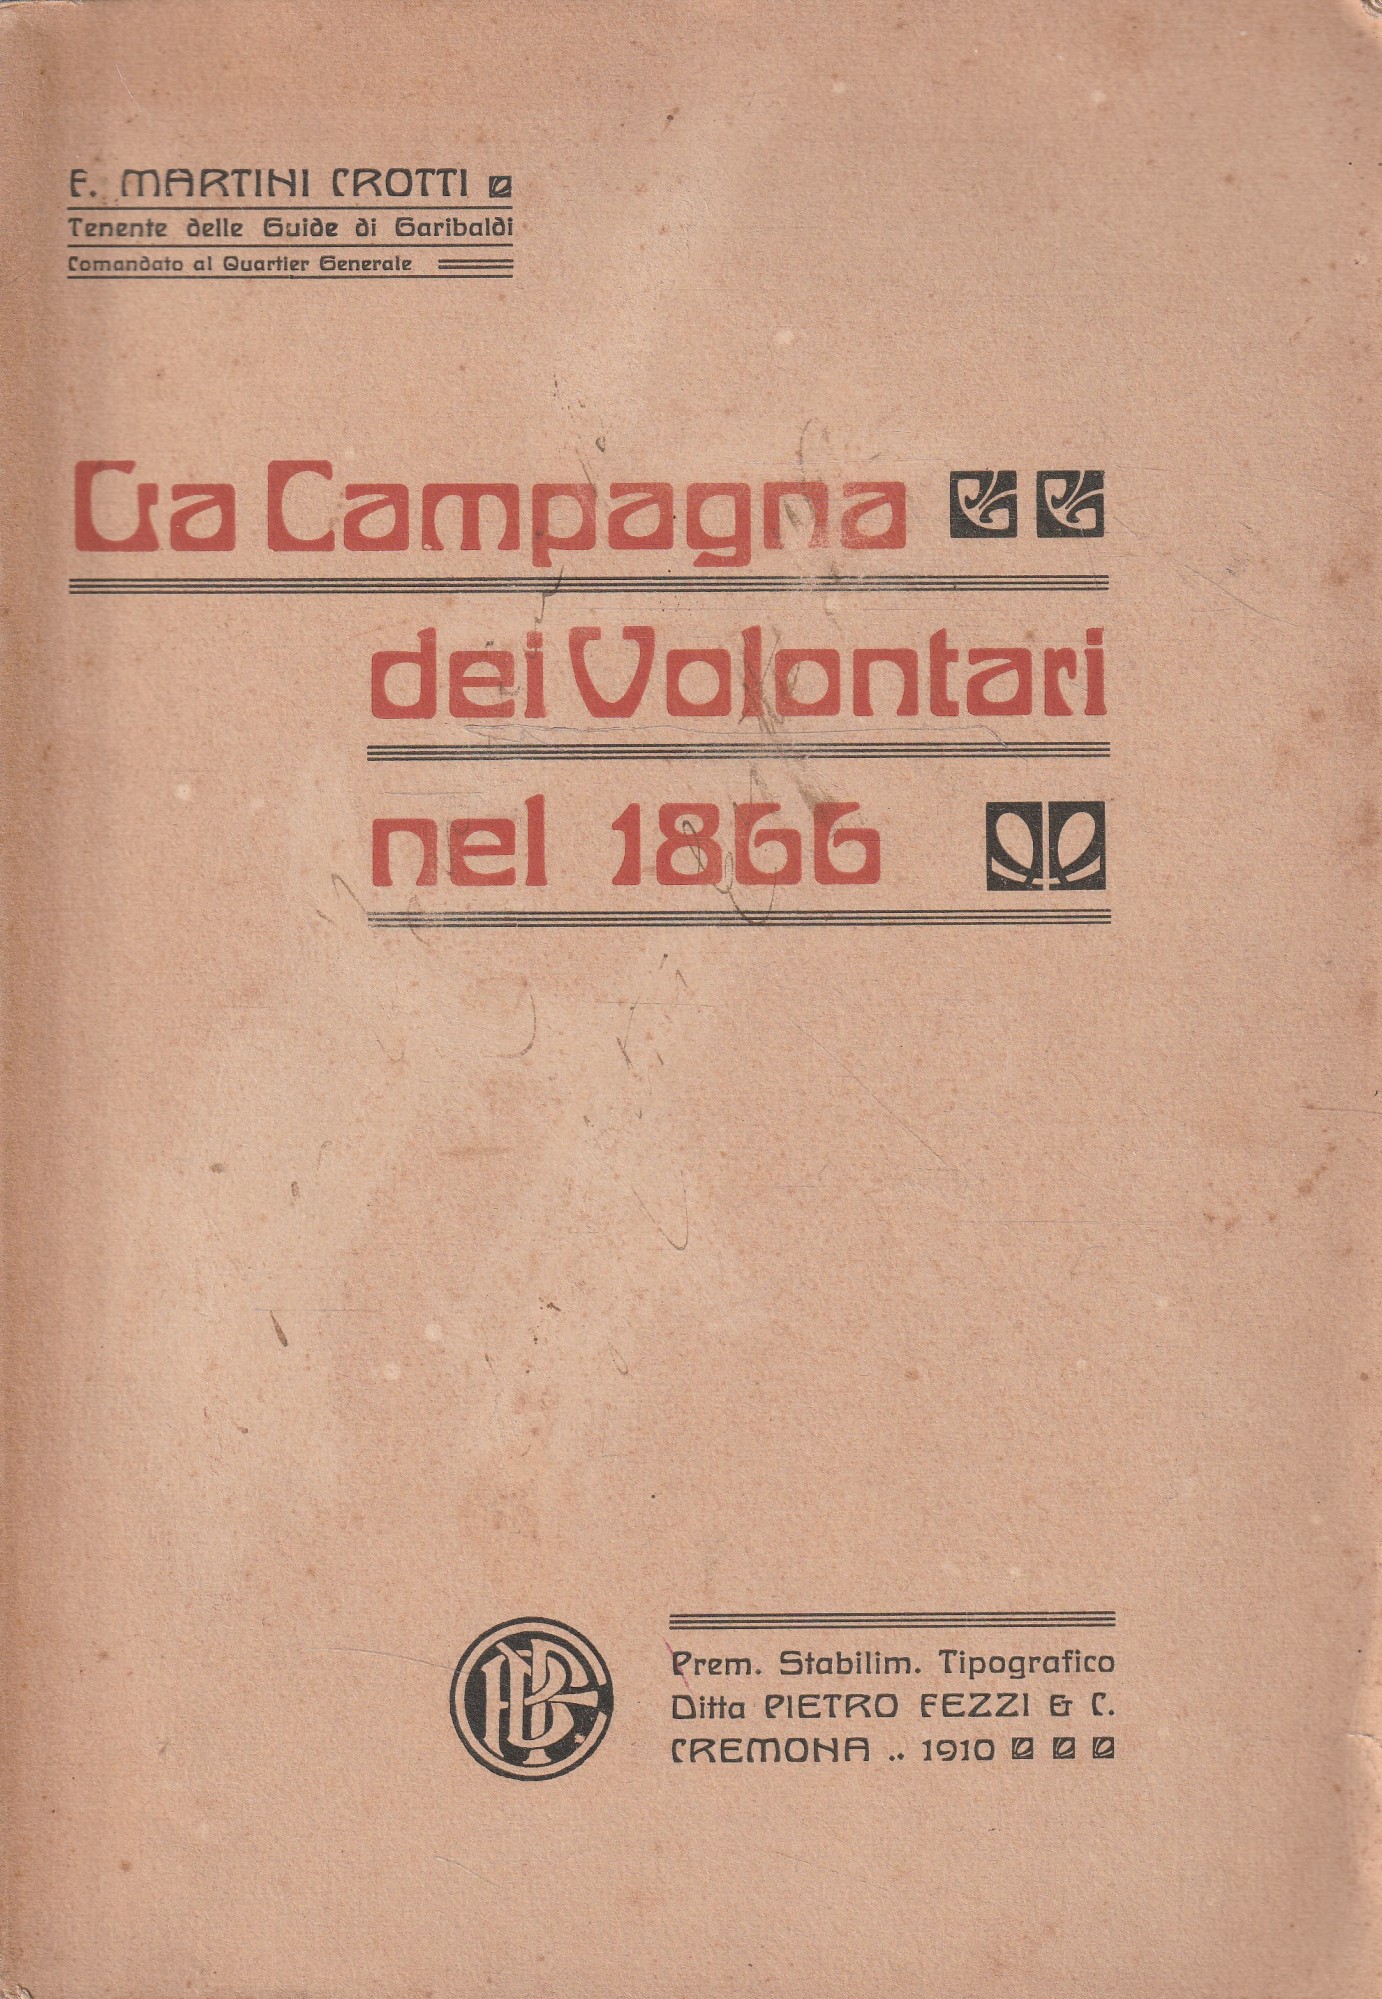 F. MARTINI CROTTI
Tenente delle Guide di Garibaldi
Comandato al Quartier Generale
La Campagna
dei Volontari
nel 1866
Prem. Stabilim. Tipografico
Ditta PIETRO FEZZI & C.
CREMONA .. 1910